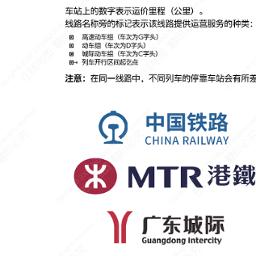 车站上的数字表示运价里程（公里）。
线路名称旁的标记表示该线路提供运营服务的种类：
高速动车组（车次为G字头）
动车组（车次为D字头）
城际动车组（车次为C字头）
列车开行区间起讫点
注意：在同一线路中，不同列车的停靠车站会有所差
中国铁路
CHINA RAILWAY
MTR 港鐵
广东城际
Guangdong Intercity